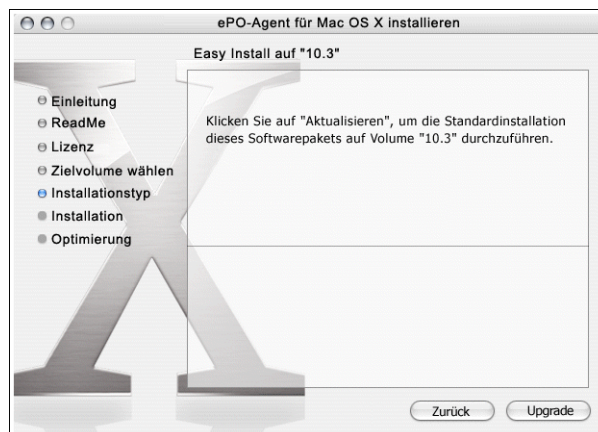 ePO-Agent für Mac OS X installieren
Easy Install auf "10.3"
Einleitung
ReadMe
Lizenz
Zielvolume wählen
Installationstyp
Installation
Optimierung
Klicken Sie auf "Aktualisieren", um die Standardinstallation
dieses Softwarepakets auf Volume "10.3" durchzuführen.
Zurück
Upgrade